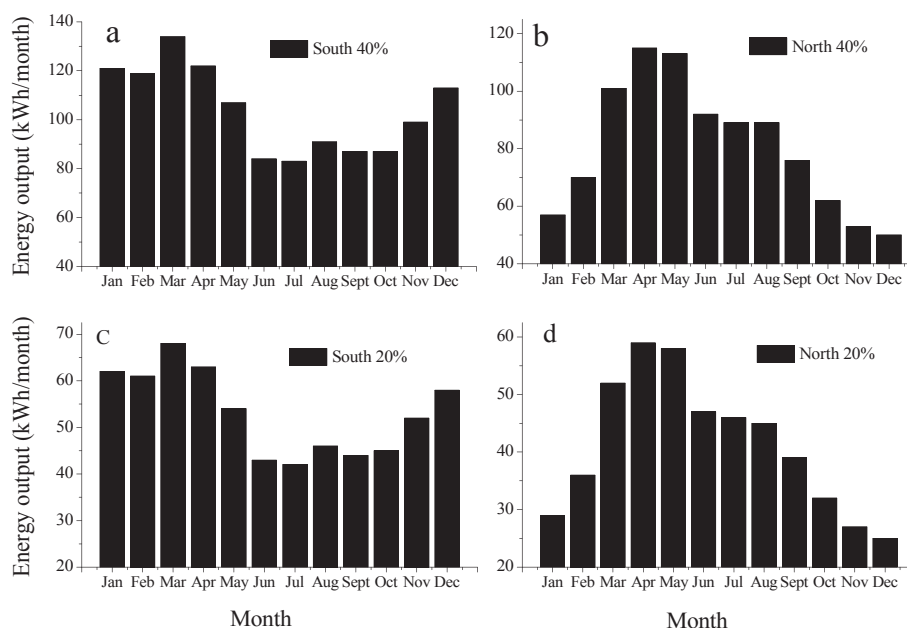 a
South 40%
Energy output (kWh/month)
140
120
100
80
60
40
Jan Feb Mar Apr May Jun Jul Aug Sept Oct Nov Dec
b
North 40%
120
100
80
60
40
Jan Feb Mar Apr May Jun Jul Aug Sept Oct Nov Dec
c
South 20%
Energy output (kWh/month)
70
60
50
40
30
20
Jan Feb Mar Apr May Jun Jul Aug Sept Oct Nov Dec
Month
d
North 20%
60
50
40
30
20
Jan Feb Mar Apr May Jun Jul Aug Sept Oct Nov Dec
Month